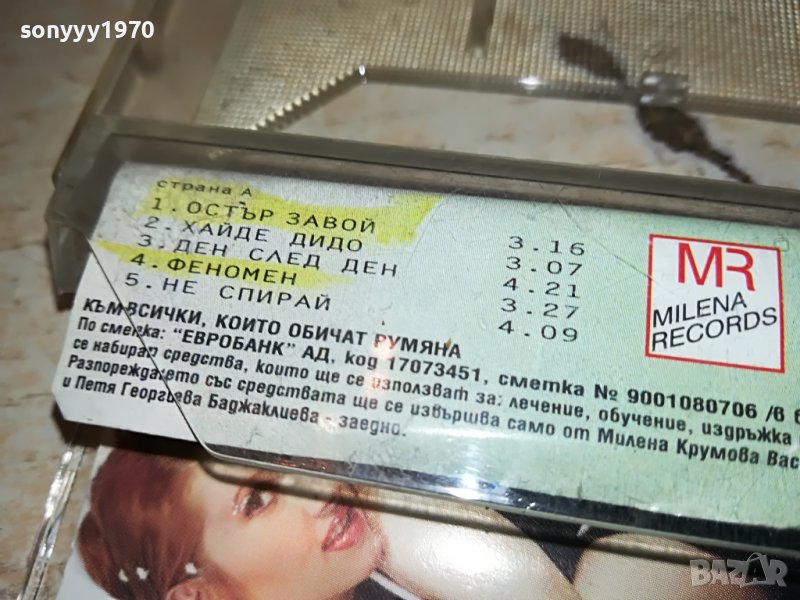 sonyyy1970
страна А
1. ОСТЪР ЗАВОЙ 3.16
2. ХАЙДЕ ДИДО 3.07
3. ДЕН СЛЕД ДЕН 4.21
4. ФЕНОМЕН 3.27
5. НЕ СПИРАЙ 4.09
MR
MILENA
RECORDS
КЪМ ВСИЧКИ, КОИТО ОБИЧАТ РУМЯНА
По сметка: "ЕВРОБАНК" АД, код 17073451, сметка № 9001080706 /в
се набират средства, които ще се използват за: лечение, обучение, издръжка
Разпореждането със средствата ще се извършва само от Милена Крумова Вас
и Петя Георгиева Баджаклиева - заедно.
BAZAR